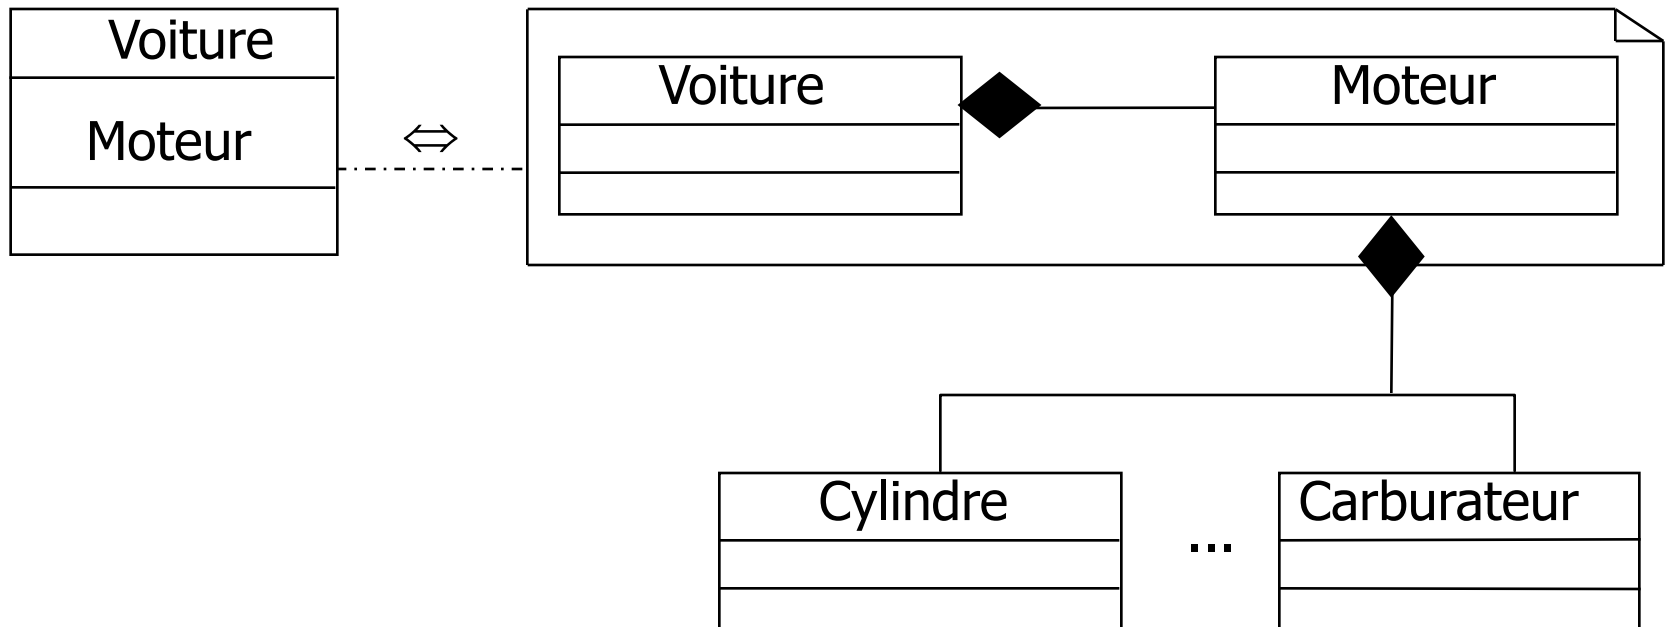 Voiture
Moteur
⇔
Voiture
Moteur
Cylindre
...
Carburateur